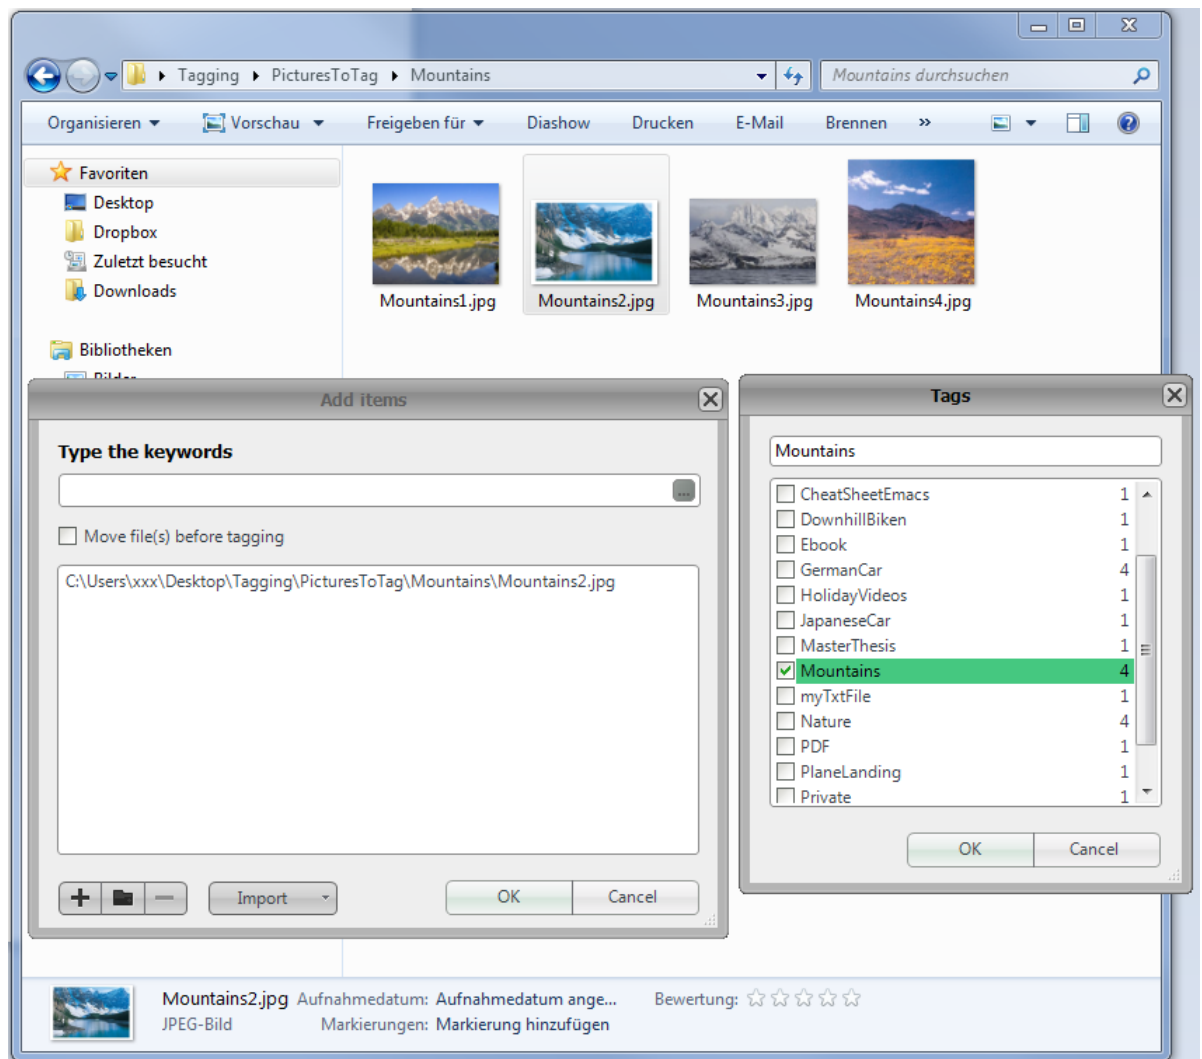 Tagging Pictures​ToTag Mountains
Mountains durchsuchen
Organisieren Vorschau Freigeben für Diashow Drucken E-Mail Brennen »
Favoriten
Desktop
Dropbox
Zuletzt besucht
Downloads
Bibliotheken
Bilder
Mountains1.jpg Mountains2.jpg Mountains3.jpg Mountains4.jpg
Add items
Type the keywords
...
Move file(s) before tagging
C:\Users\xxx\Desktop\Tagging\PicturesToTag\Mountains\Mountains2.jpg
Import OK Cancel
Tags
Mountains
CheatSheetEmacs 1
DownhillBiken 1
Ebook 1
GermanCar 4
HolidayVideos 1
JapaneseCar 1
MasterThesis 1
Mountains 4
myTxtFile 1
Nature 4
PDF 1
PlaneLanding 1
Private 1
OK Cancel
Mountains2.jpg Aufnahmedatum: Aufnahmedatum ange... Bewertung:
JPEG-Bild Markierungen: Markierung hinzufügen